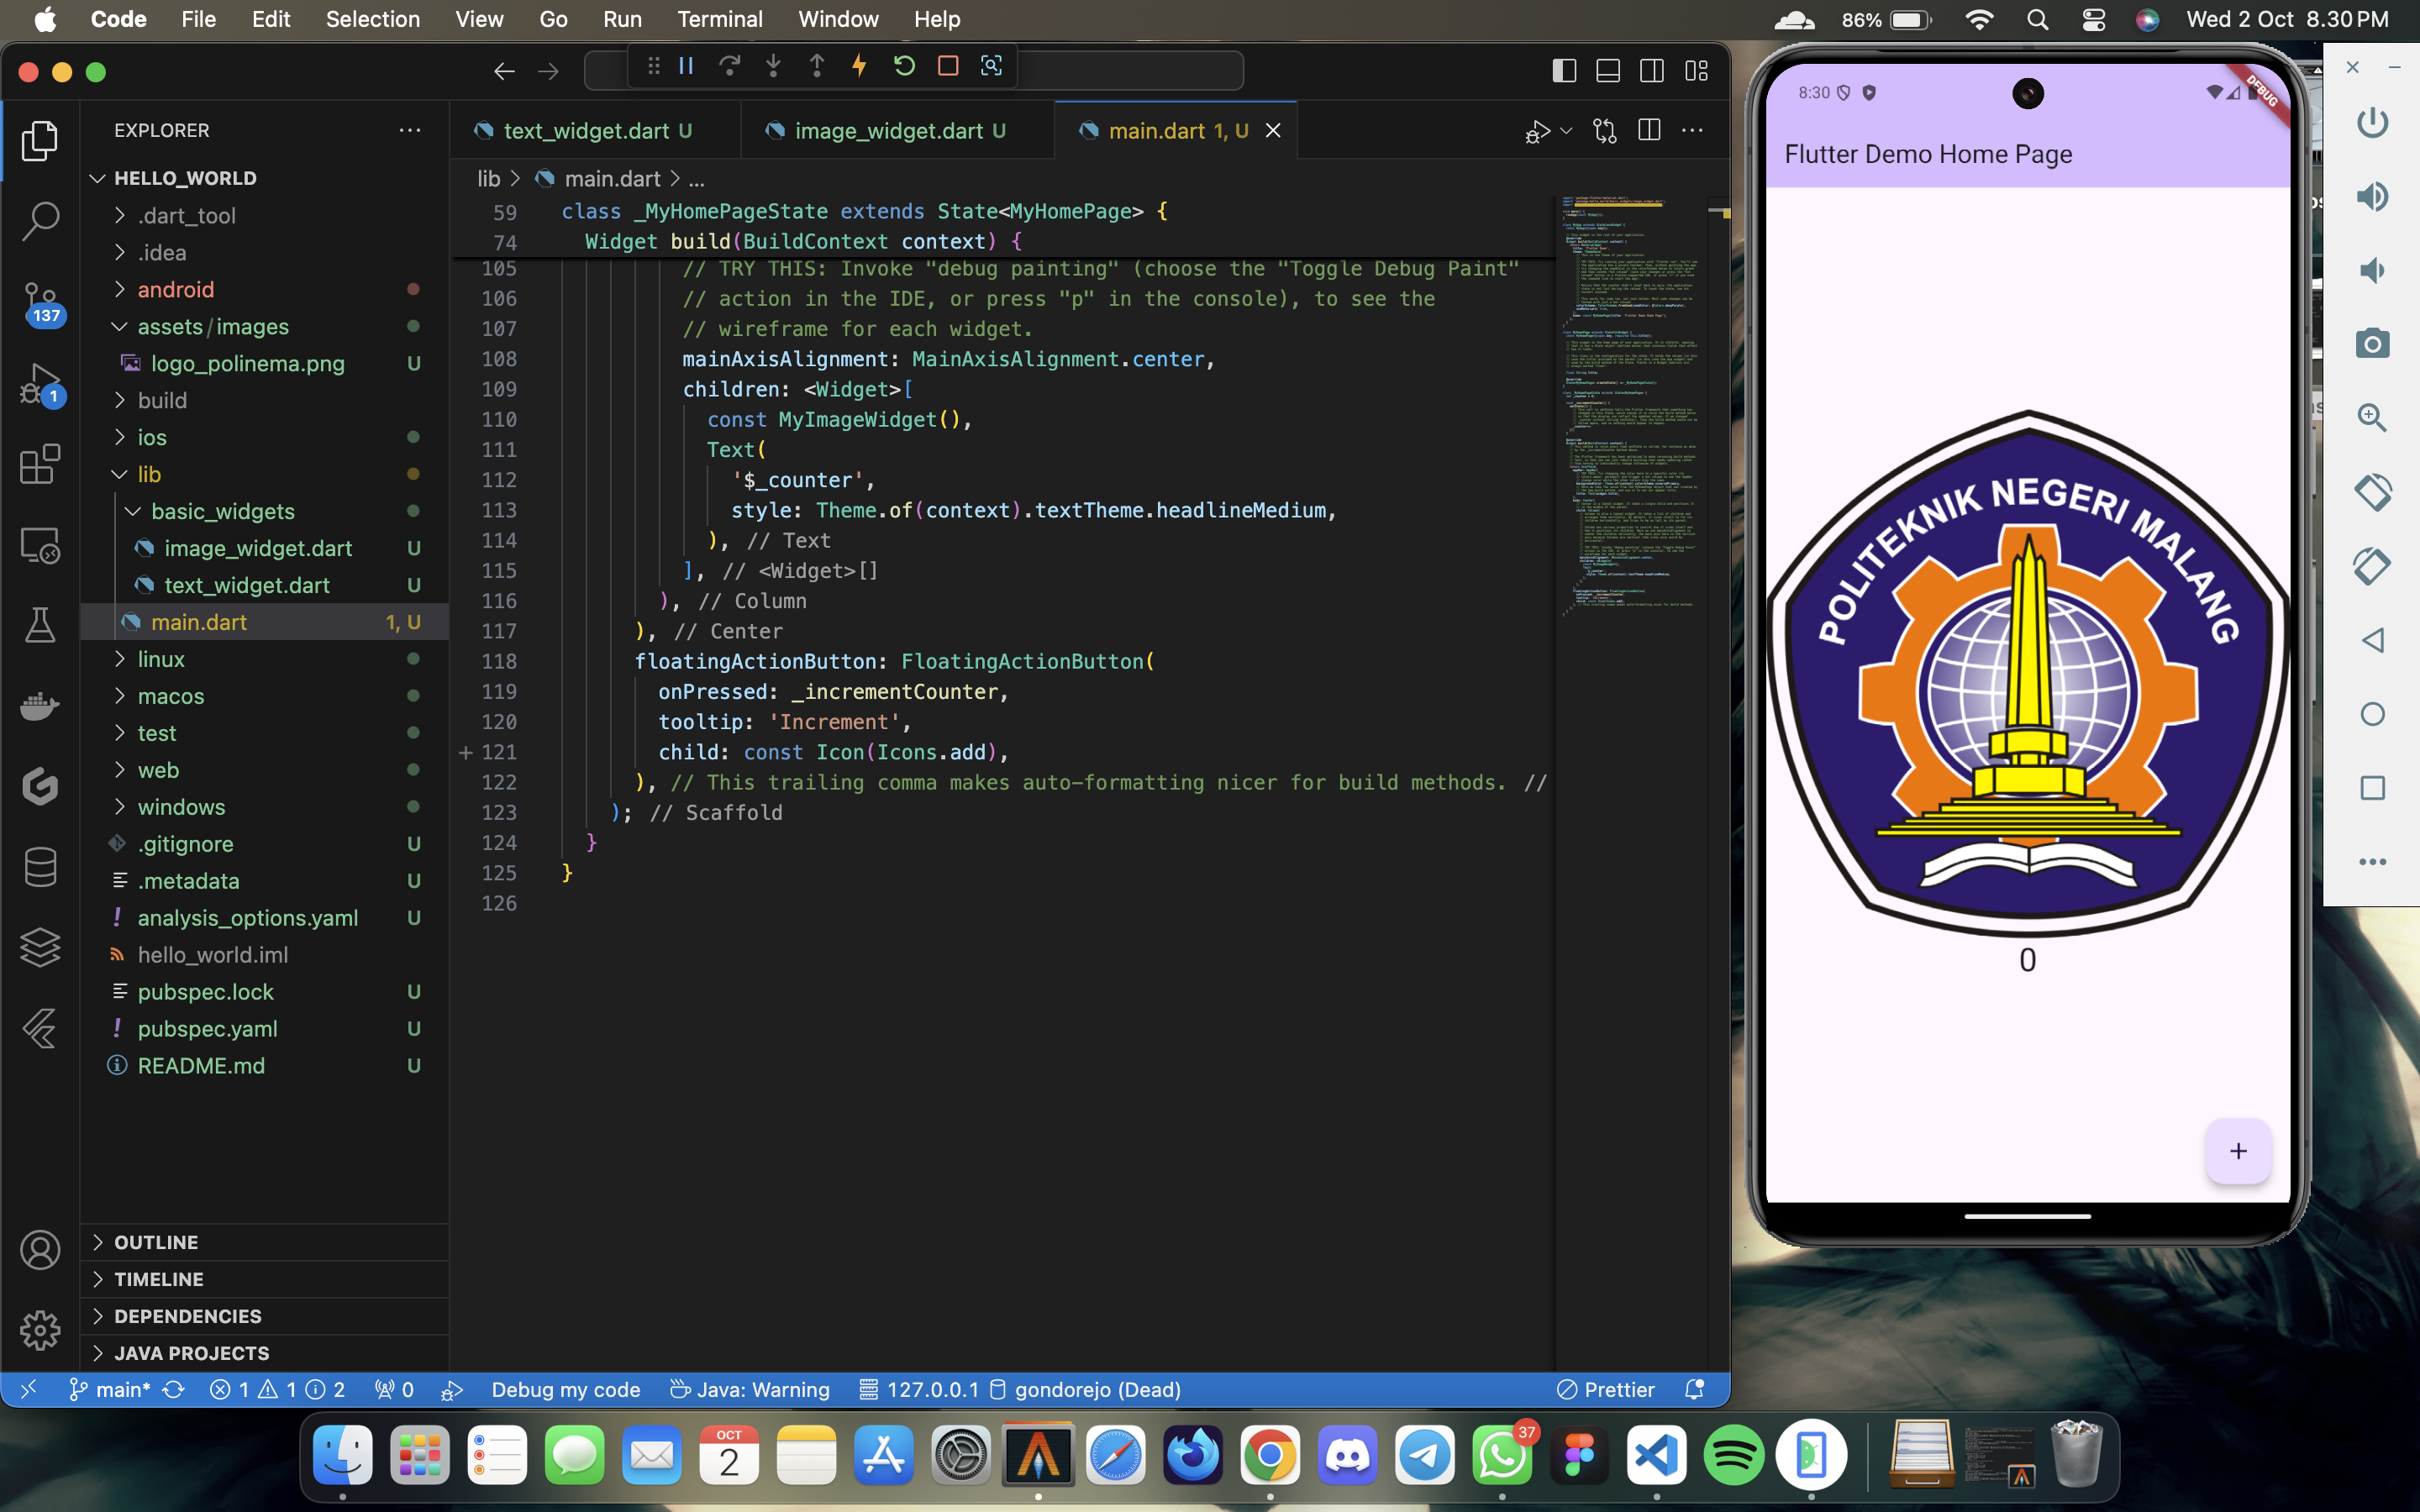 Code File Edit Selection View Go Run Terminal Window Help
86% Wed 2 Oct 8.30 PM
EXPLORER
HELLO_WORLD
.dart_tool
.idea
android
assets/images
logo_polinema.png U
build
ios
lib
basic_widgets
image_widget.dart U
text_widget.dart U
main.dart 1, U
linux
macos
test
web
windows
.gitignore U
.metadata U
analysis_options.yaml U
hello_world.iml
pubspec.lock U
pubspec.yaml U
README.md U
OUTLINE
TIMELINE
DEPENDENCIES
JAVA PROJECTS
137
1
text_widget.dart U image_widget.dart U main.dart 1, U
lib > main.dart > ...
59 class _MyHomePageState extends State<MyHomePage> {
74 Widget build(BuildContext context) {
105 // TRY THIS: Invoke "debug painting" (choose the "Toggle Debug Paint"
106 // action in the IDE, or press "p" in the console), to see the
107 // wireframe for each widget.
108 mainAxisAlignment: MainAxisAlignment.center,
109 children: <Widget>[
110 const MyImageWidget(),
111 Text(
112 '$_counter',
113 style: Theme.of(context).textTheme.headlineMedium,
114 ), // Text
115 ], // <Widget>[]
116 ), // Column
117 ), // Center
118 floatingActionButton: FloatingActionButton(
119 onPressed: _incrementCounter,
120 tooltip: 'Increment',
121 child: const Icon(Icons.add),
122 ), // This trailing comma makes auto-formatting nicer for build methods. //
123 ); // Scaffold
124 }
125 }
126
main* 1 1 2 0 Debug my code Java: Warning 127.0.0.1 gondorejo (Dead) Prettier
8:30
DEBUG
Flutter Demo Home Page
POLITEKNIK NEGERI MALANG
0
+
OCT
2
37